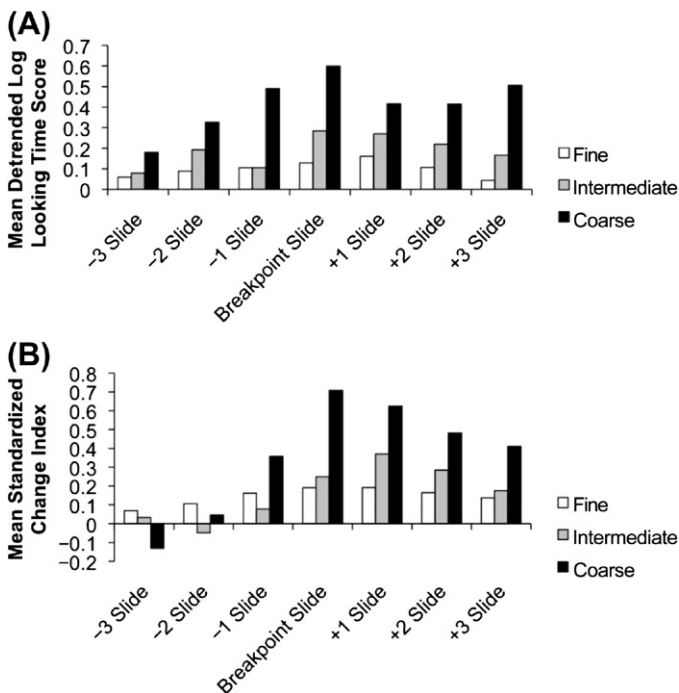 (A)
Mean Detrended Log
Looking Time Score
0.7
0.6
0.5
0.4
0.3
0.2
0.1
0
−3 Slide
−2 Slide
−1 Slide
Breakpoint Slide
+1 Slide
+2 Slide
+3 Slide
Fine
Intermediate
Coarse
(B)
Mean Standardized
Change Index
0.8
0.7
0.6
0.5
0.4
0.3
0.2
0.1
0
−0.1
−0.2
−3 Slide
−2 Slide
−1 Slide
Breakpoint Slide
+1 Slide
+2 Slide
+3 Slide
Fine
Intermediate
Coarse